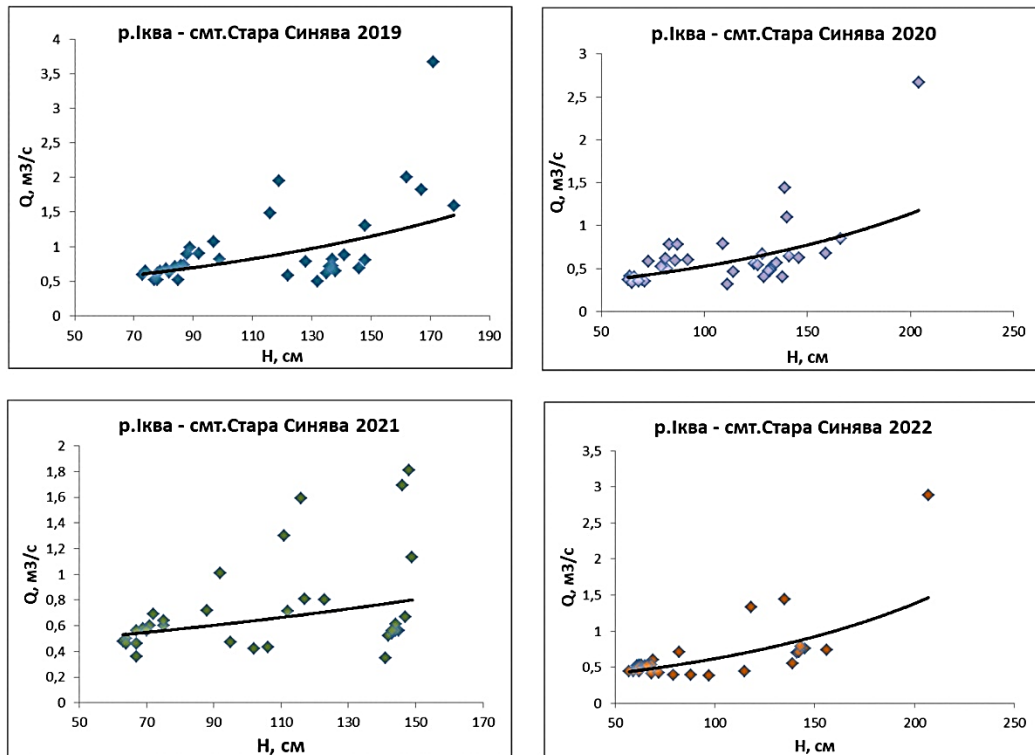 р.Іква - смт.Стара Синява 2019
4
3,5
3
2,5
2
1,5
1
0,5
0
Q, м3/с
50 70 90 110 130 150 170 190
H, см
р.Іква - смт.Стара Синява 2020
3
2,5
2
1,5
1
0,5
0
Q, м3/с
50 100 150 200 250
H, см
р.Іква - смт.Стара Синява 2021
2
1,8
1,6
1,4
1,2
1
0,8
0,6
0,4
0,2
0
Q, м3/с
50 70 90 110 130 150 170
H, см
р.Іква - смт.Стара Синява 2022
3,5
3
2,5
2
1,5
1
0,5
0
Q, м3/с
50 100 150 200 250
H, см